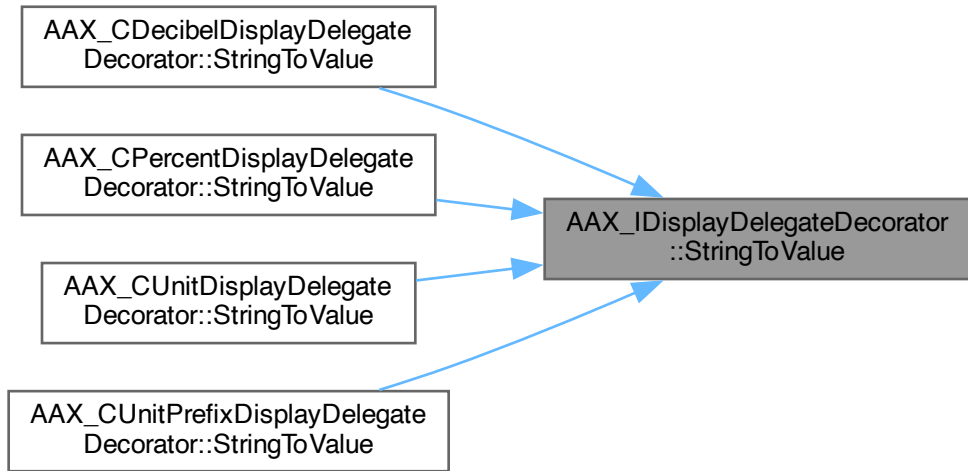 AAX_CDecibelDisplayDelegate
Decorator::StringToValue
AAX_CPercentDisplayDelegate
Decorator::StringToValue
AAX_IDisplayDelegateDecorator
::StringToValue
AAX_CUnitDisplayDelegate
Decorator::StringToValue
AAX_CUnitPrefixDisplayDelegate
Decorator::StringToValue